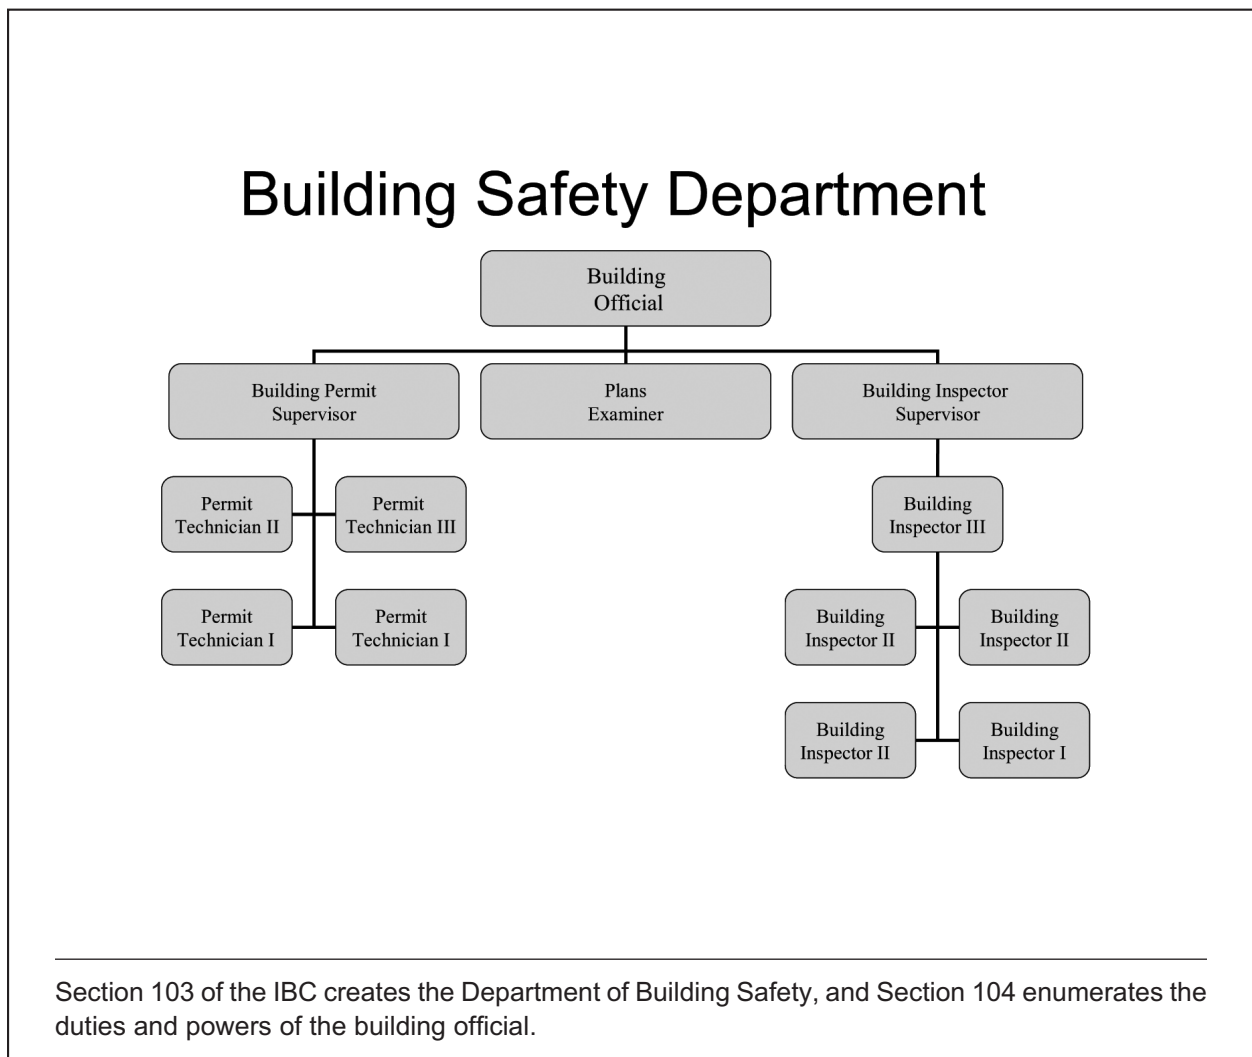 Building Safety Department
Building
Official
Building Permit
Supervisor
Plans
Examiner
Building Inspector
Supervisor
Permit
Technician II
Permit
Technician III
Building
Inspector III
Permit
Technician I
Permit
Technician I
Building
Inspector II
Building
Inspector II
Building
Inspector II
Building
Inspector I
Section 103 of the IBC creates the Department of Building Safety, and Section 104 enumerates the
duties and powers of the building official.